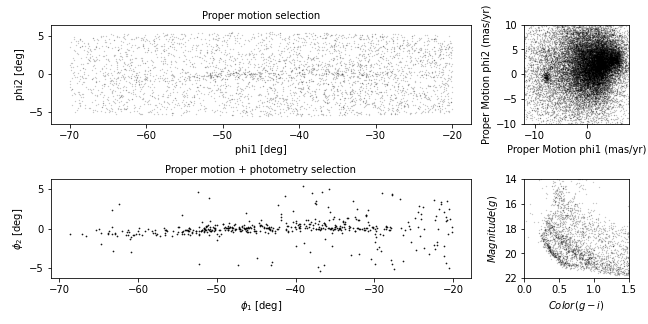 Proper motion selection
phi2 [deg]
5
0
−5
−70 −60 −50 −40 −30 −20
phi1 [deg]
Proper Motion phi2 (mas/yr)
10
5
0
−5
−10
−10 0
Proper Motion phi1 (mas/yr)
Proper motion + photometry selection
ϕ2 [deg]
5
0
−5
−70 −60 −50 −40 −30 −20
ϕ1 [deg]
Magnitude(g)
14
16
18
20
22
0.0 0.5 1.0 1.5
Color(g − i)